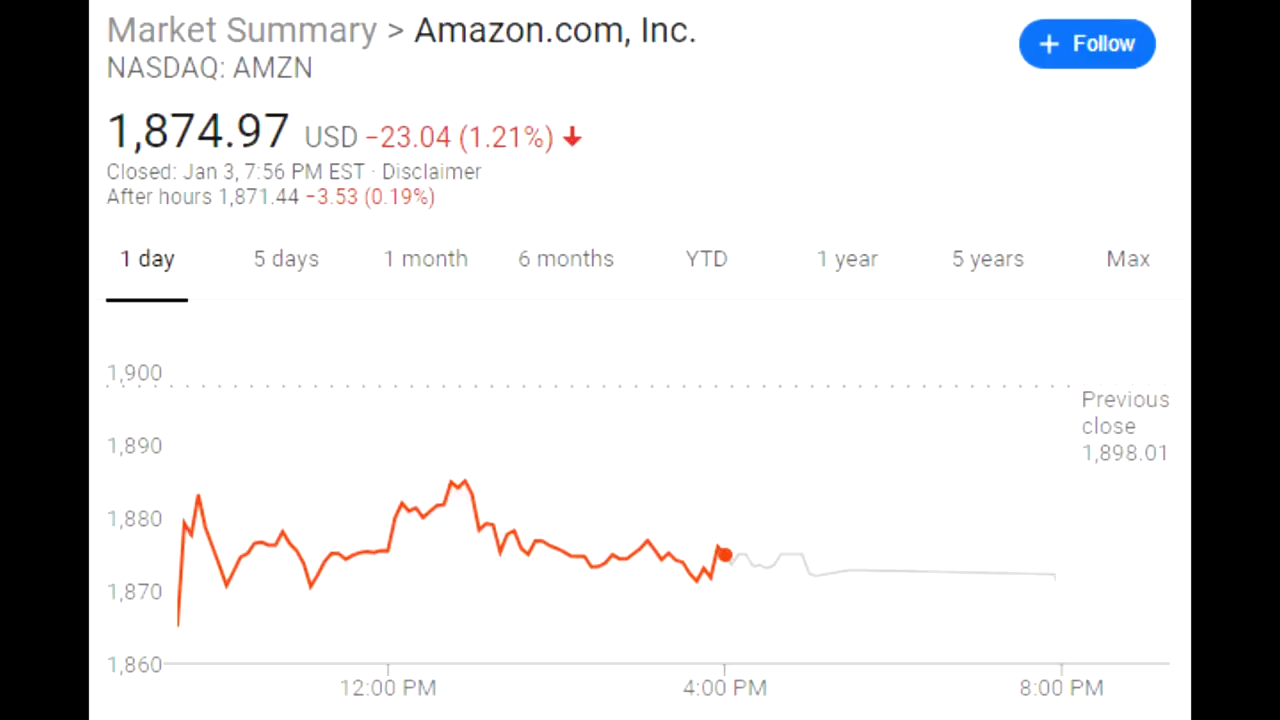 Market Summary > Amazon.com, Inc.
+ Follow
NASDAQ: AMZN
1,874.97 USD −23.04 (1.21%) ↓
Closed: Jan 3, 7:56 PM EST · Disclaimer
After hours 1,871.44 −3.53 (0.19%)
1 day 5 days 1 month 6 months YTD 1 year 5 years Max
1,900
Previous
close
1,898.01
1,890
1,880
1,870
1,860
12:00 PM 4:00 PM 8:00 PM